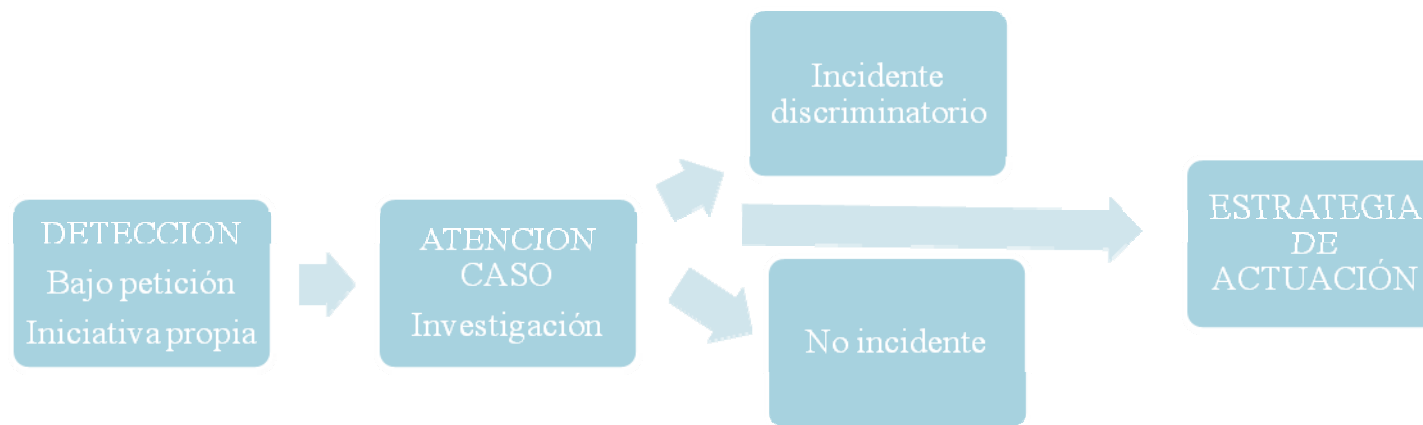 DETECCION
Bajo petición
Iniciativa propia
ATENCION
CASO
Investigación
Incidente
discriminatorio
No incidente
ESTRATEGIA
DE
ACTUACIÓN